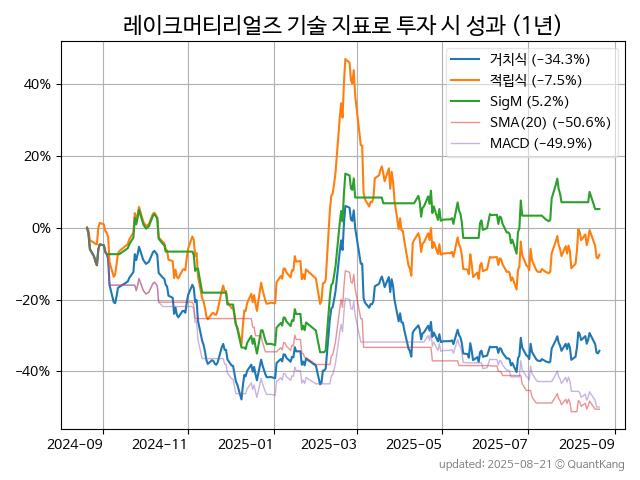 레이크머티리얼즈 기술 지표로 투자 시 성과 (1년)
거치식 (−34.3%)
적립식 (−7.5%)
SigM (5.2%)
SMA(20) (−50.6%)
MACD (−49.9%)
40%
20%
0%
−20%
−40%
2024-09 2024-11 2025-01 2025-03 2025-05 2025-07 2025-09
updated: 2025-08-21 © QuantKang